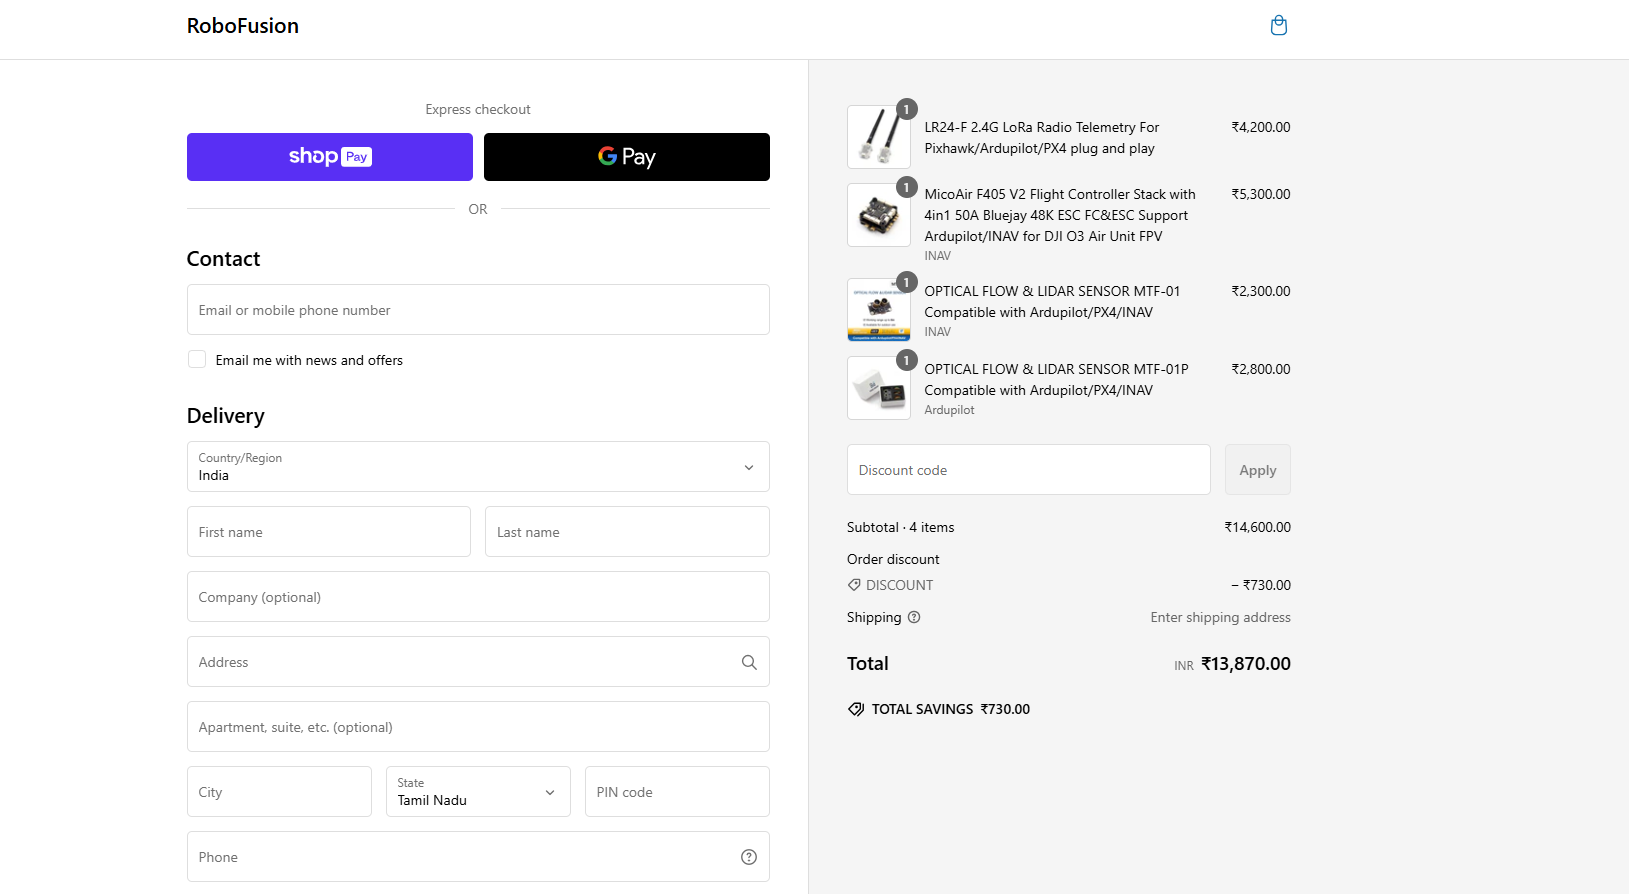 RoboFusion
Express checkout
shop Pay
G Pay
OR
Contact
Email or mobile phone number
Email me with news and offers
Delivery
Country/Region
India
First name
Last name
Company (optional)
Address
Apartment, suite, etc. (optional)
City
State
Tamil Nadu
PIN code
Phone
1
LR24-F 2.4G LoRa Radio Telemetry For
Pixhawk/Ardupilot/PX4 plug and play
₹4,200.00
1
MicoAir F405 V2 Flight Controller Stack with
4in1 50A Bluejay 48K ESC FC&ESC Support
Ardupilot/INAV for DJI O3 Air Unit FPV
INAV
₹5,300.00
1
OPTICAL FLOW & LIDAR SENSOR MTF-01
Compatible with Ardupilot/PX4/INAV
INAV
₹2,300.00
1
OPTICAL FLOW & LIDAR SENSOR MTF-01P
Compatible with Ardupilot/PX4/INAV
Ardupilot
₹2,800.00
Discount code
Apply
Subtotal · 4 items
₹14,600.00
Order discount
DISCOUNT
− ₹730.00
Shipping
Enter shipping address
Total
INR ₹13,870.00
TOTAL SAVINGS ₹730.00